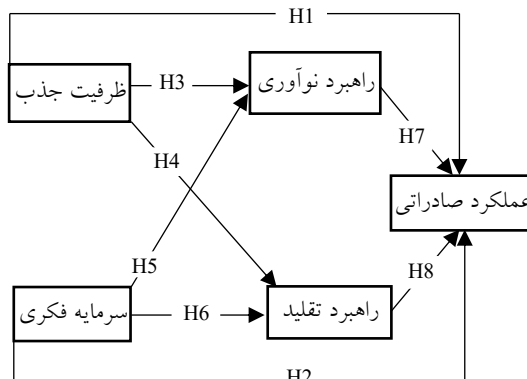 H1
ظرفیت جذب
H3
راهبرد نوآوری
H7
H4
عملکرد صادراتی
H5
H8
سرمایه فکری
H6
راهبرد تقلید
H2